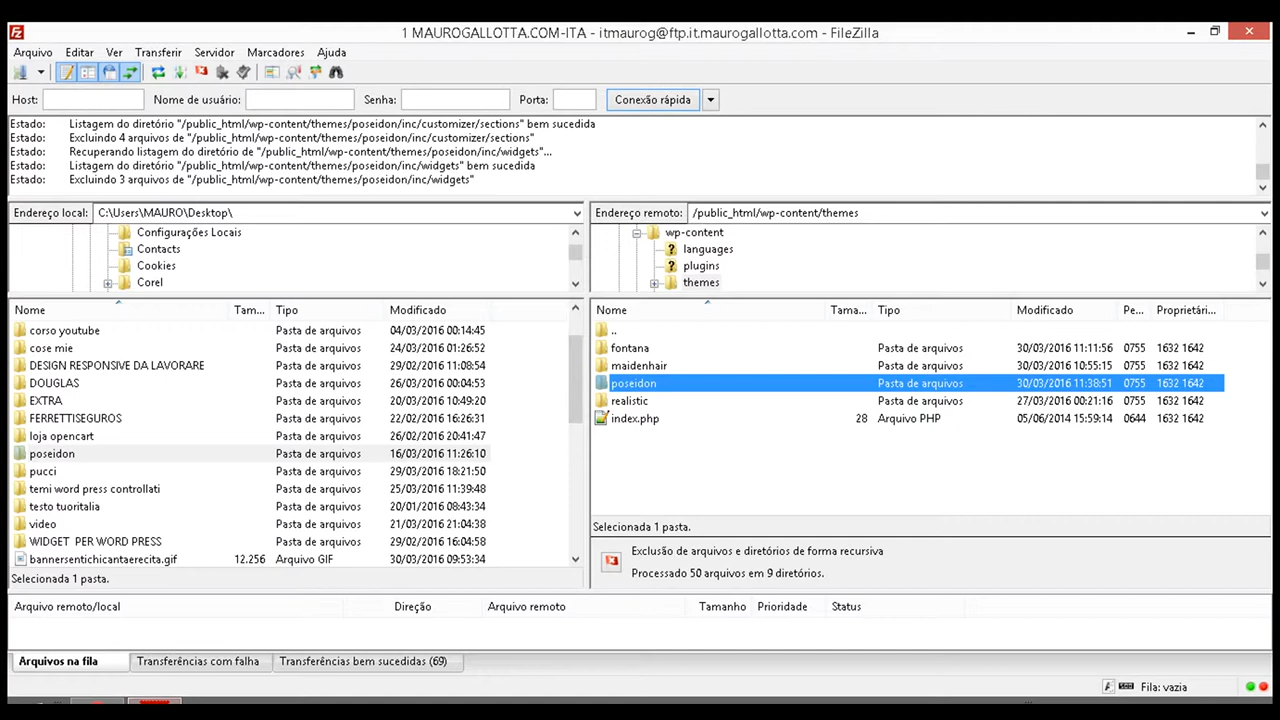 1 MAUROGALLOTTA.COM-ITA - itmaurog@ftp.it.maurogallotta.com - FileZilla
Arquivo Editar Ver Transferir Servidor Marcadores Ajuda
Host: Nome de usuário: Senha: Porta: Conexão rápida
Estado: Listagem do diretório "/public_html/wp-content/themes/poseidon/inc/customizer/sections" bem sucedida
Estado: Excluindo 4 arquivos de "/public_html/wp-content/themes/poseidon/inc/customizer/sections"
Estado: Recuperando listagem do diretório de "/public_html/wp-content/themes/poseidon/inc/widgets"...
Estado: Listagem do diretório "/public_html/wp-content/themes/poseidon/inc/widgets" bem sucedida
Estado: Excluindo 3 arquivos de "/public_html/wp-content/themes/poseidon/inc/widgets"
Endereço local: C:\Users\MAURO\Desktop\
Configurações Locais
Contacts
Cookies
Corel
Nome Tam... Tipo Modificado
corso youtube Pasta de arquivos 04/03/2016 00:14:45
cose mie Pasta de arquivos 24/03/2016 01:26:52
DESIGN RESPONSIVE DA LAVORARE Pasta de arquivos 29/02/2016 11:08:54
DOUGLAS Pasta de arquivos 26/03/2016 00:04:53
EXTRA Pasta de arquivos 20/03/2016 10:49:20
FERRETTISEGUROS Pasta de arquivos 22/02/2016 16:26:31
loja opencart Pasta de arquivos 26/02/2016 20:41:47
poseidon Pasta de arquivos 16/03/2016 11:26:10
pucci Pasta de arquivos 29/03/2016 18:21:50
temi word press controllati Pasta de arquivos 25/03/2016 11:39:48
testo tuoritalia Pasta de arquivos 20/01/2016 08:43:34
video Pasta de arquivos 21/03/2016 21:04:38
WIDGET PER WORD PRESS Pasta de arquivos 29/02/2016 16:04:58
bannersentichicantaerecita.gif 12.256 Arquivo GIF 30/03/2016 09:53:34
Selecionada 1 pasta.
Endereço remoto: /public_html/wp-content/themes
wp-content
? languages
? plugins
themes
Nome Tama... Tipo Modificado Pe... Proprietári...
..
fontana Pasta de arquivos 30/03/2016 11:11:56 0755 1632 1642
maidenhair Pasta de arquivos 30/03/2016 10:55:15 0755 1632 1642
poseidon Pasta de arquivos 30/03/2016 11:38:51 0755 1632 1642
realistic Pasta de arquivos 27/03/2016 00:21:16 0755 1632 1642
index.php 28 Arquivo PHP 05/06/2014 15:59:14 0644 1632 1642
Selecionada 1 pasta.
Exclusão de arquivos e diretórios de forma recursiva
Processado 50 arquivos em 9 diretórios.
Arquivo remoto/local Direção Arquivo remoto Tamanho Prioridade Status
Arquivos na fila Transferências com falha Transferências bem sucedidas (69)
Fila: vazia